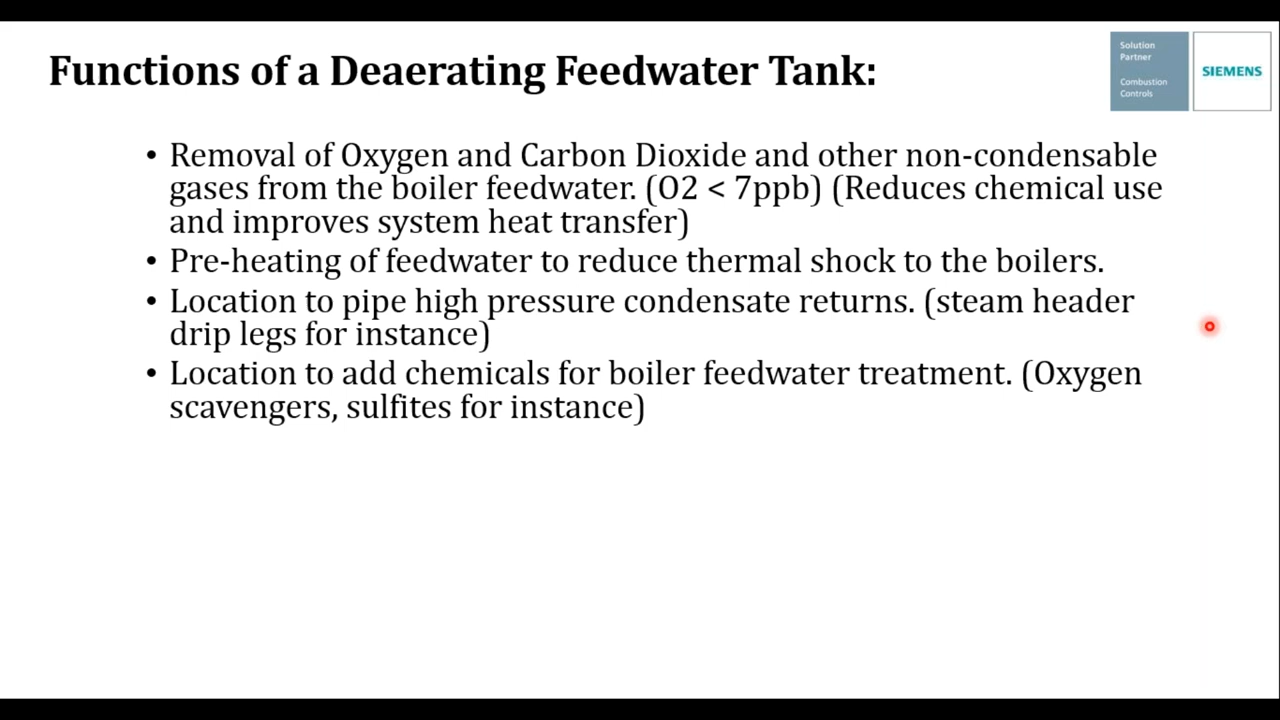 Functions of a Deaerating Feedwater Tank:
Solution
Partner
Combustion
Controls
SIEMENS
• Removal of Oxygen and Carbon Dioxide and other non-condensable
gases from the boiler feedwater. (O2 < 7ppb) (Reduces chemical use
and improves system heat transfer)
• Pre-heating of feedwater to reduce thermal shock to the boilers.
• Location to pipe high pressure condensate returns. (steam header
drip legs for instance)
• Location to add chemicals for boiler feedwater treatment. (Oxygen
scavengers, sulfites for instance)